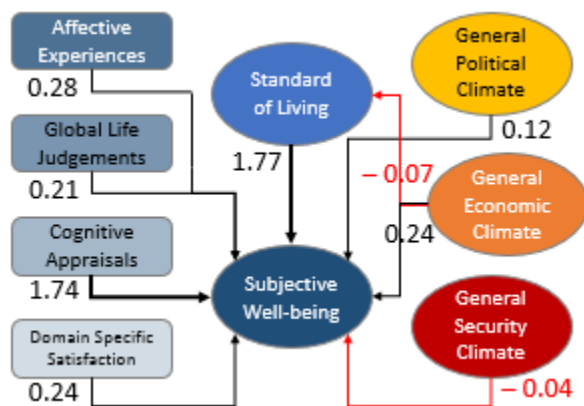 Affective
Experiences
0.28
Global Life
Judgements
0.21
Cognitive
Appraisals
1.74
Domain Specific
Satisfaction
0.24
Standard
of Living
1.77
Subjective
Well-being
General
Political
Climate
0.12
– 0.07
General
Economic
Climate
0.24
General
Security
Climate
– 0.04